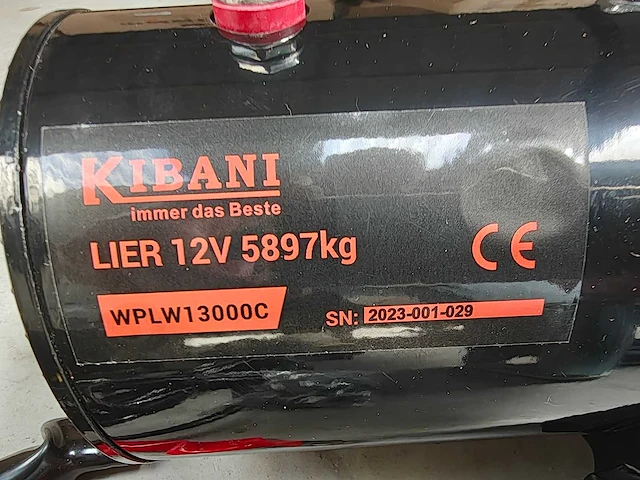 KIBANI
immer das Beste
LIER 12V 5897kg
CE
WPLW13000C
SN: 2023-001-029